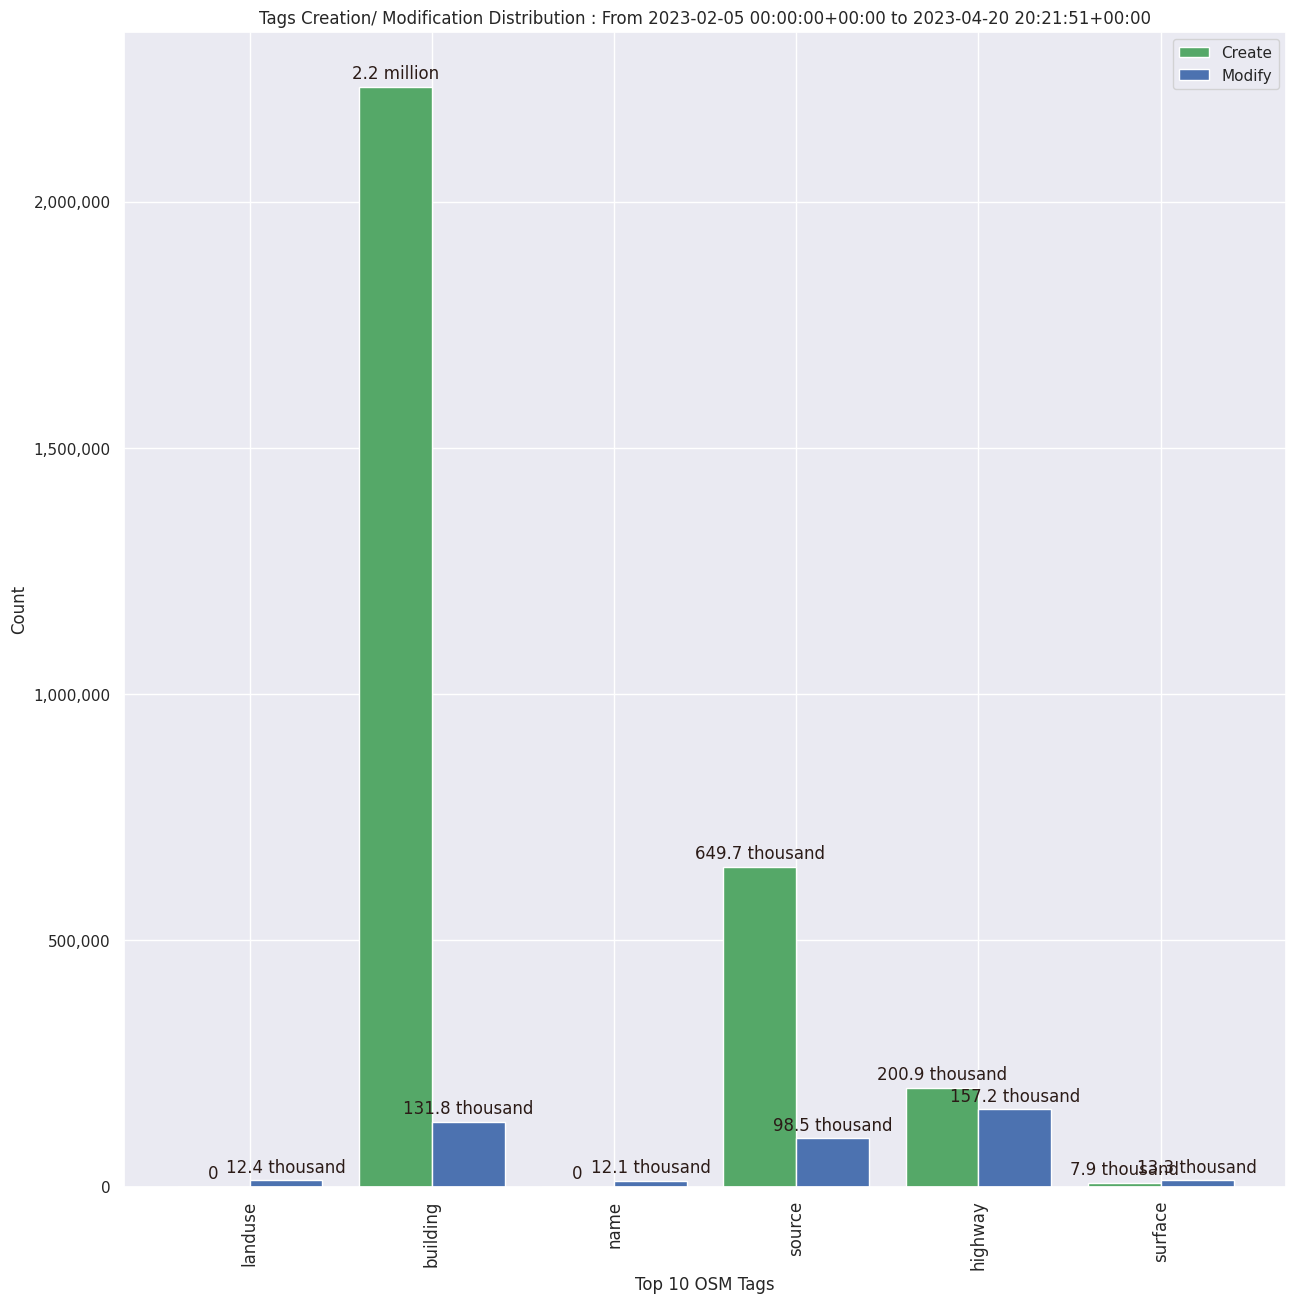 Tags Creation/ Modification Distribution : From 2023-02-05 00:00:00+00:00 to 2023-04-20 20:21:51+00:00
Create
Modify
2.2 million
2,000,000
1,500,000
1,000,000
649.7 thousand
500,000
200.9 thousand
157.2 thousand
131.8 thousand
98.5 thousand
0
12.4 thousand
0
12.1 thousand
7.9 thousand
13.3 thousand
0
Count
landuse
building
name
source
highway
surface
Top 10 OSM Tags